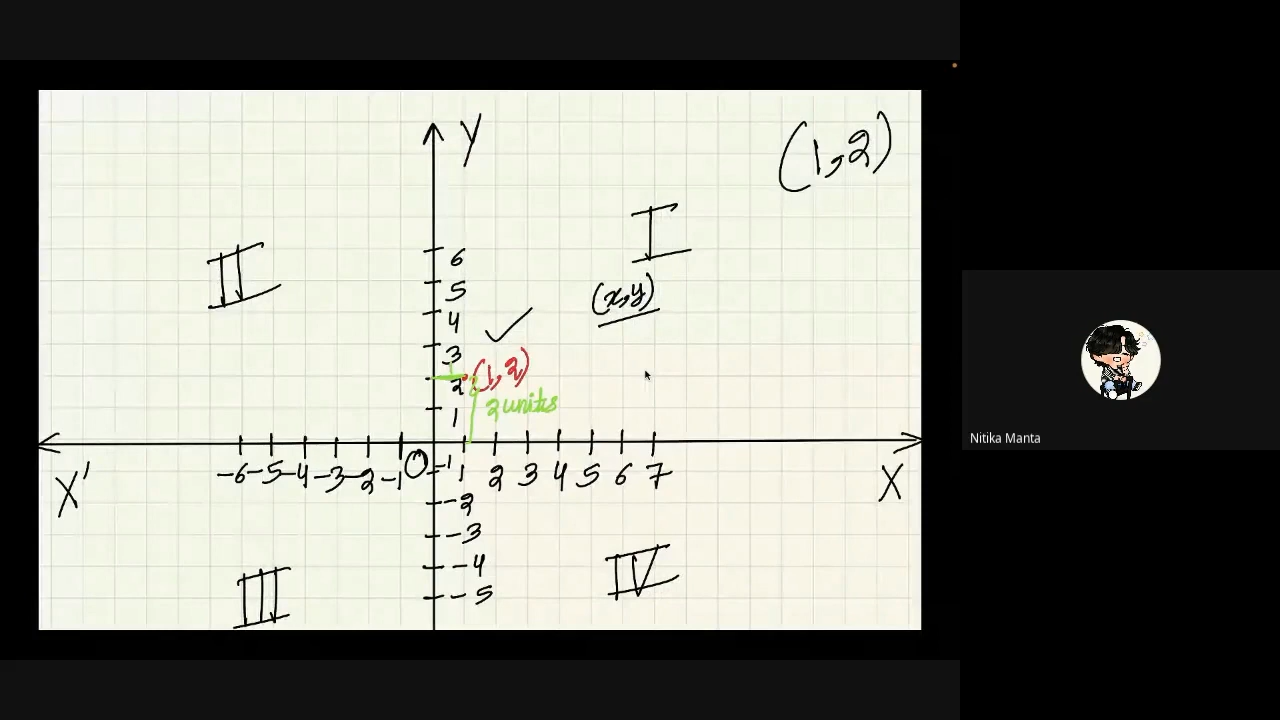 Y
(1,2)
I
II
(x,y)
6
5
4
3
2
1
(1,2)
2 units
-6 -5 -4 -3 -2 -1 O 1 2 3 4 5 6 7
X'
X
-1
-2
-3
-4
-5
III
IV
Nitika Manta